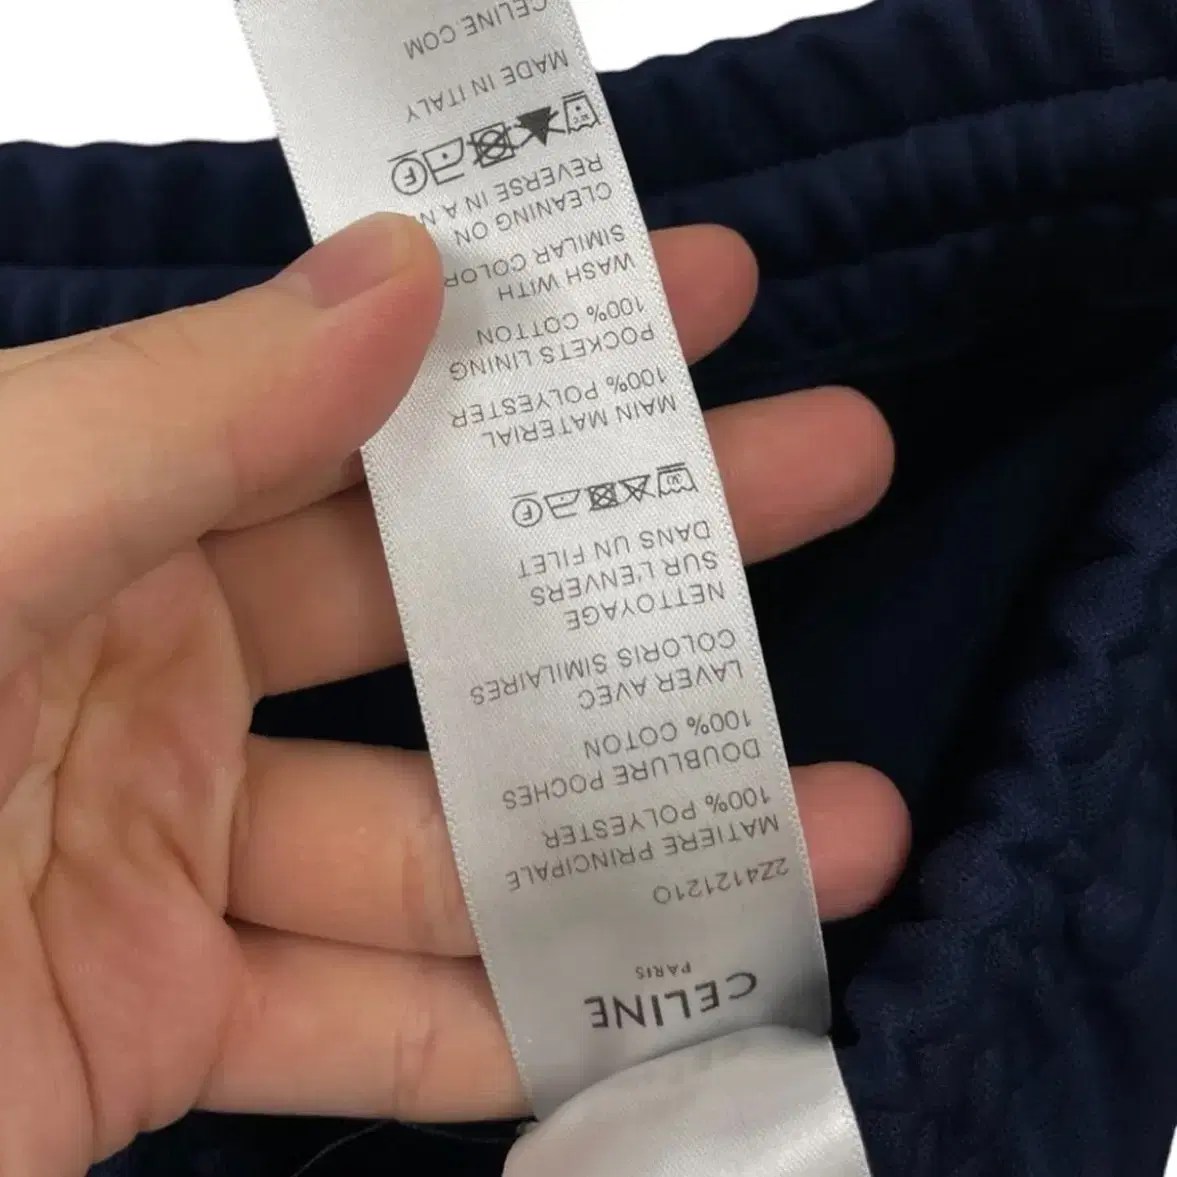 CELINE
PARIS
2Z4121210
MATIERE PRINCIPALE
100% POLYESTER
DOUBLURE POCHES
100% COTON
LAVER AVEC
COLORIS SIMILAIRES
NETTOYAGE
SUR L'ENVERS
DANS UN FILET
F
MAIN MATERIAL
100% POLYESTER
POCKETS LINING
100% COTTON
WASH WITH
SIMILAR COLOR
CLEANING ON
REVERSE IN A
F
MADE IN ITALY
CELINE.COM